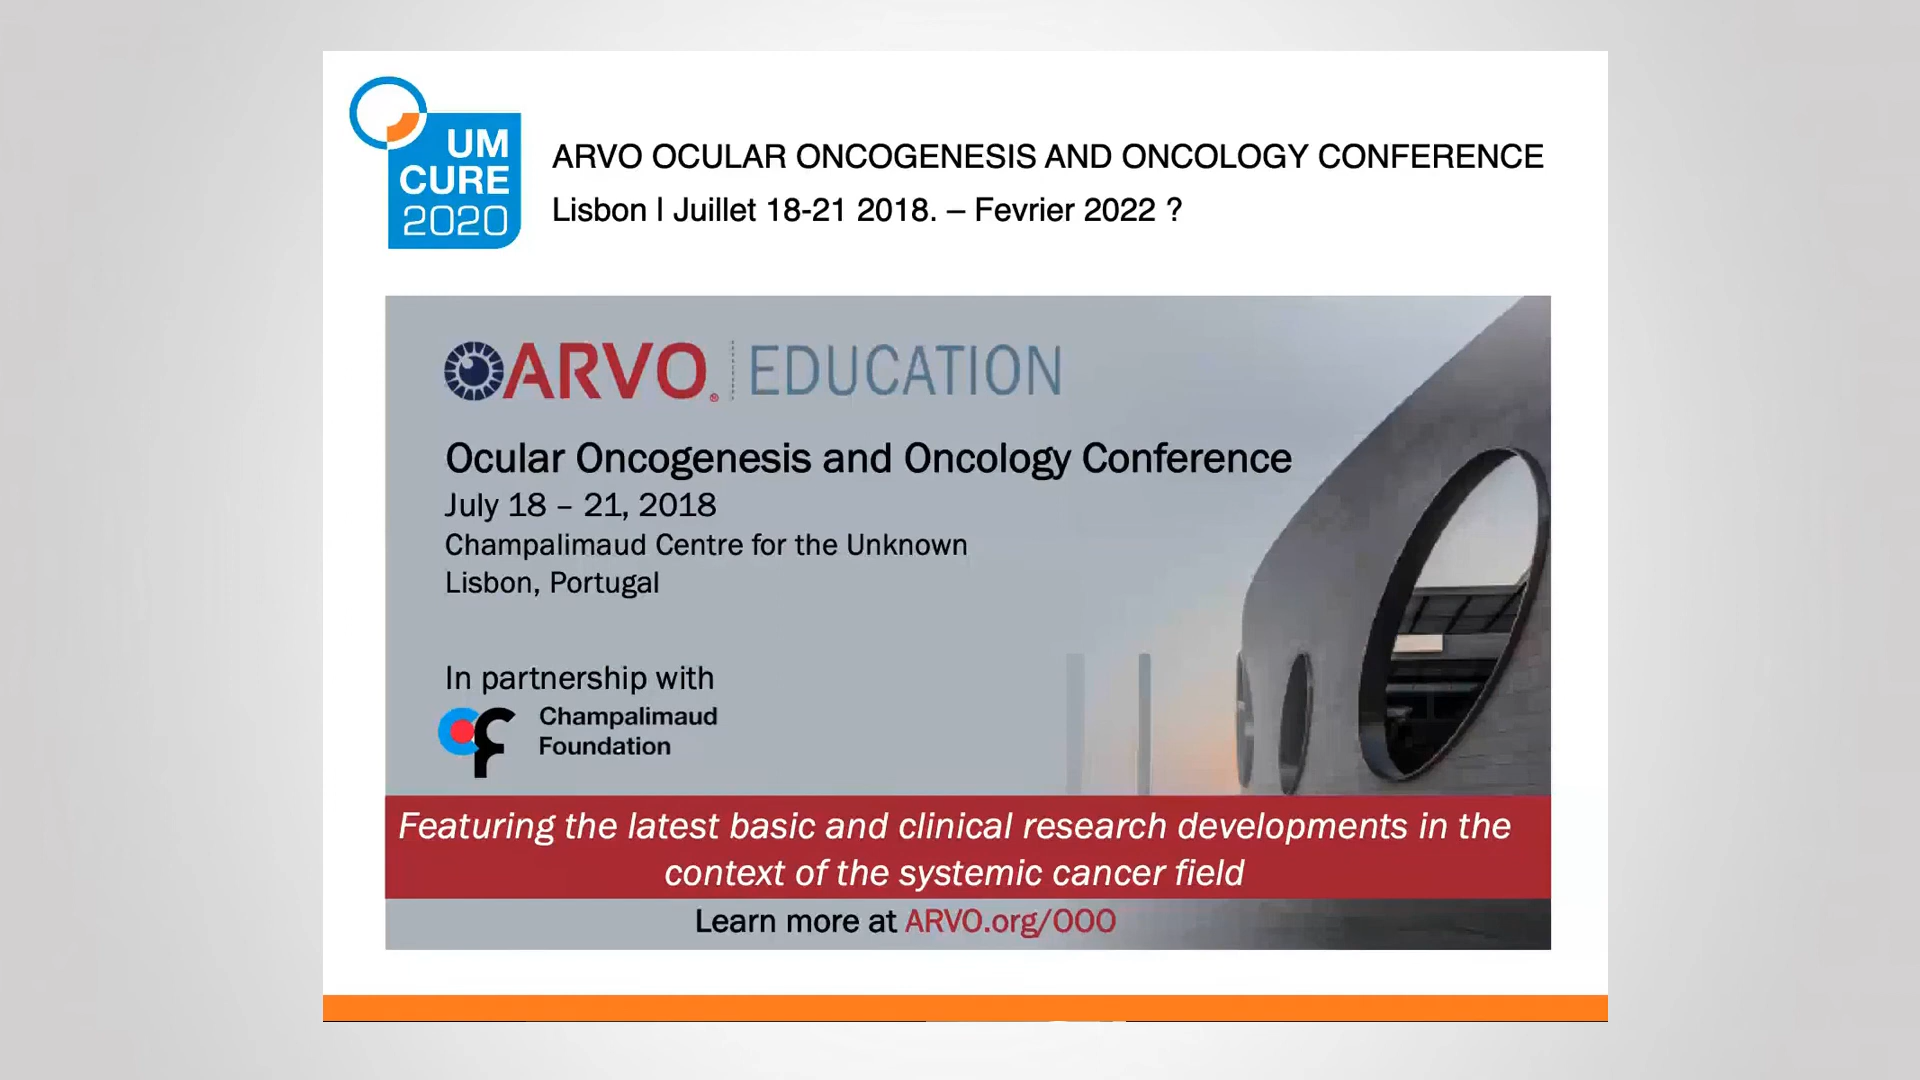 UM
CURE
2020
ARVO OCULAR ONCOGENESIS AND ONCOLOGY CONFERENCE
Lisbon I Juillet 18-21 2018. – Fevrier 2022 ?
ARVO® EDUCATION
Ocular Oncogenesis and Oncology Conference
July 18 – 21, 2018
Champalimaud Centre for the Unknown
Lisbon, Portugal
In partnership with
Champalimaud
Foundation
Featuring the latest basic and clinical research developments in the
context of the systemic cancer field
Learn more at ARVO.org/OOO